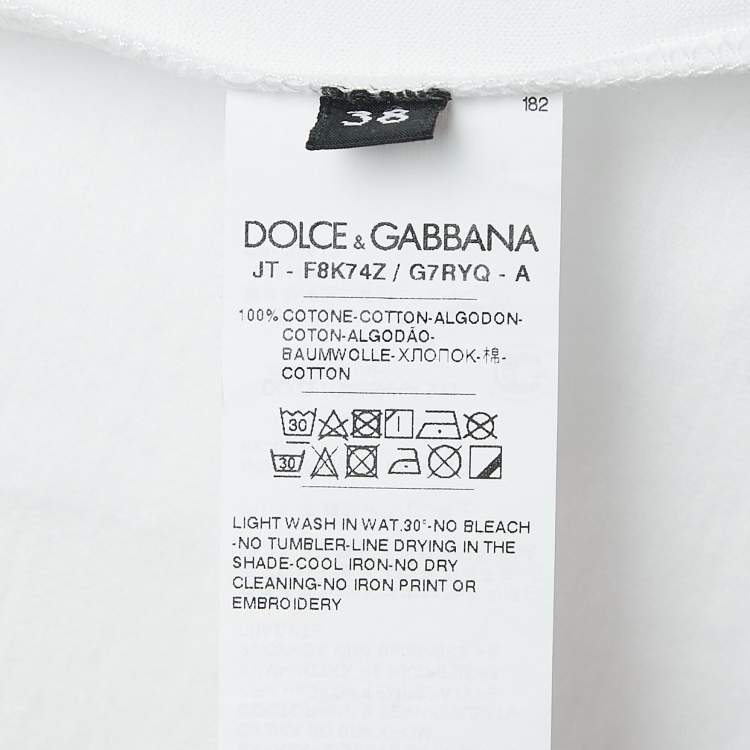 182
38
DOLCE & GABBANA
JT - F8K74Z / G7RYQ - A
100% COTONE-COTTON-ALGODON-
COTON-ALGODÃO-
BAUMWOLLE-ХЛОПОК-棉-
COTTON
30
30
LIGHT WASH IN WAT.30°-NO BLEACH
-NO TUMBLER-LINE DRYING IN THE
SHADE-COOL IRON-NO DRY
CLEANING-NO IRON PRINT OR
EMBROIDERY